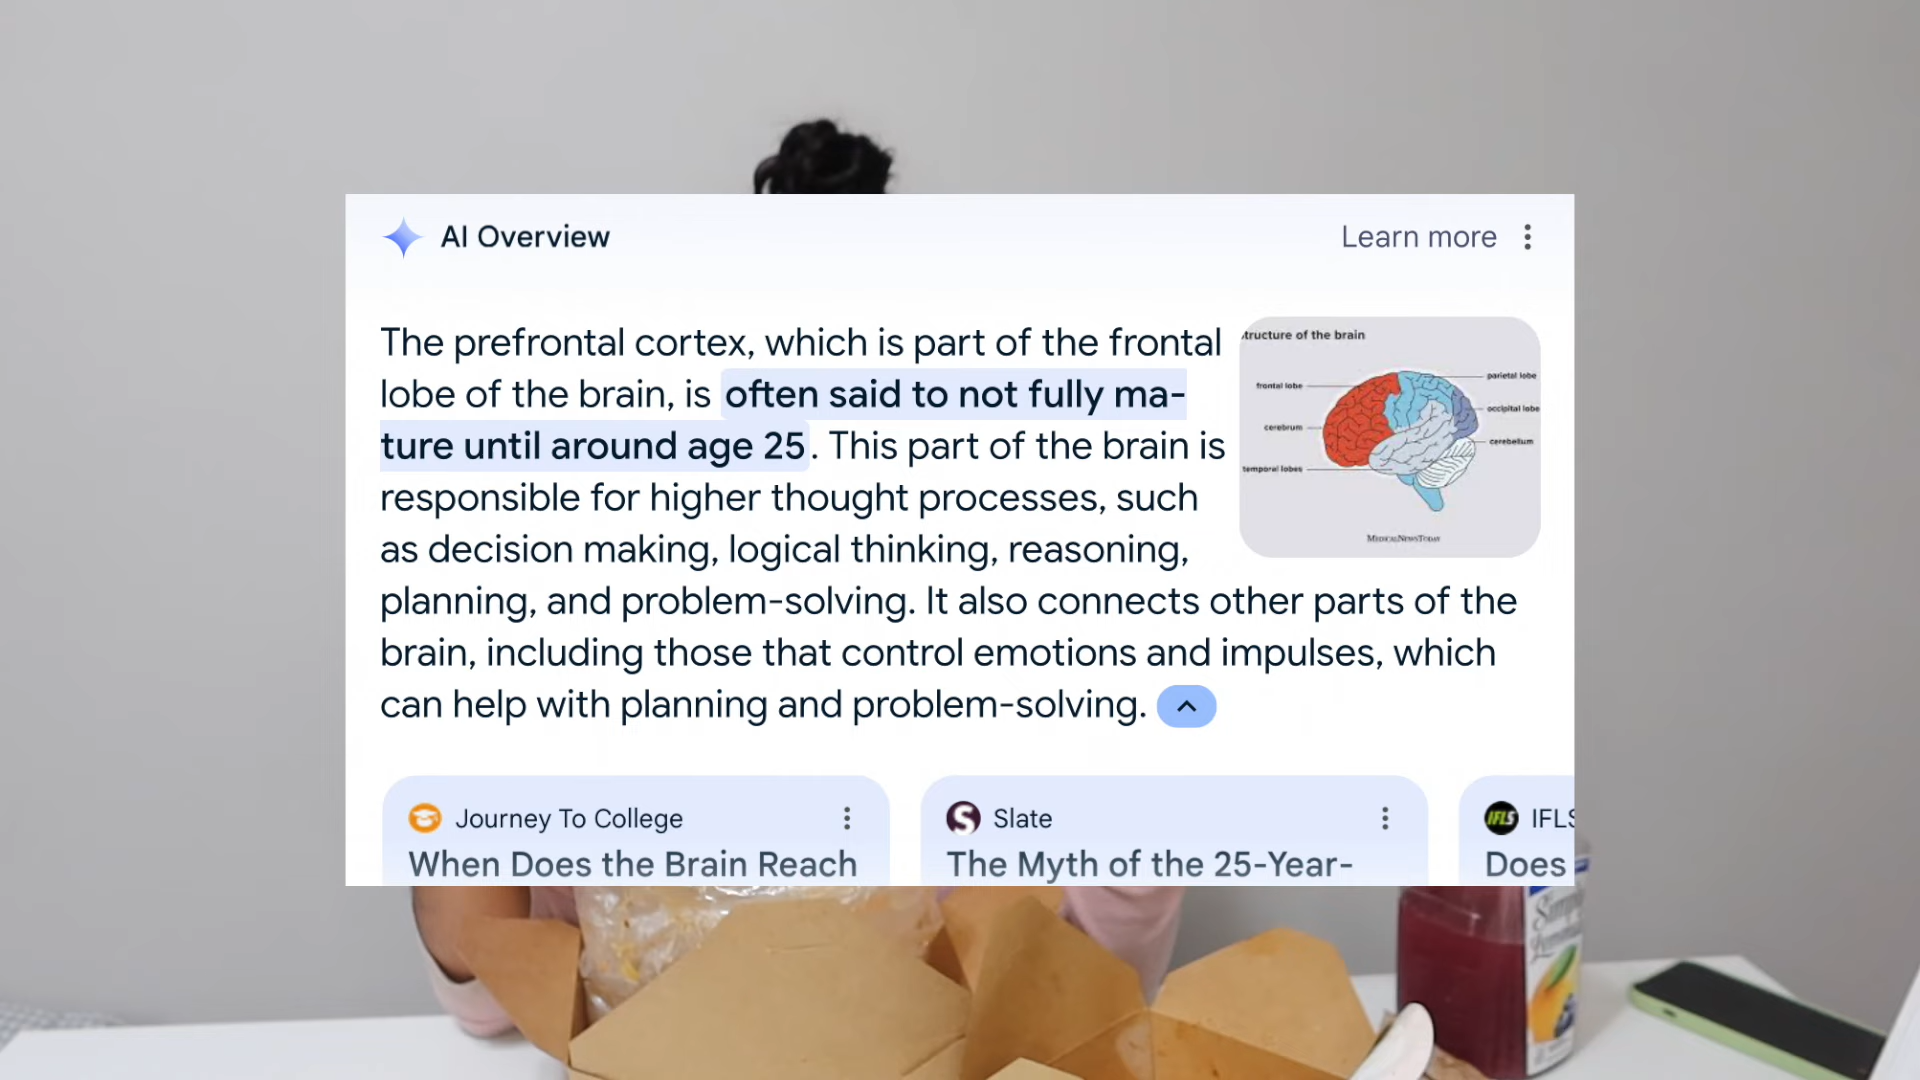 AI Overview
Learn more
The prefrontal cortex, which is part of the frontal
lobe of the brain, is often said to not fully ma-
ture until around age 25. This part of the brain is
responsible for higher thought processes, such
as decision making, logical thinking, reasoning,
planning, and problem-solving. It also connects other parts of the
brain, including those that control emotions and impulses, which
can help with planning and problem-solving.
tructure of the brain
frontal lobe
parietal lobe
occipital lobe
cerebrum
cerebellum
temporal lobes
MEDICALNEWSTODAY
Journey To College
When Does the Brain Reach
Slate
The Myth of the 25-Year-
IFLS
Does
Simply